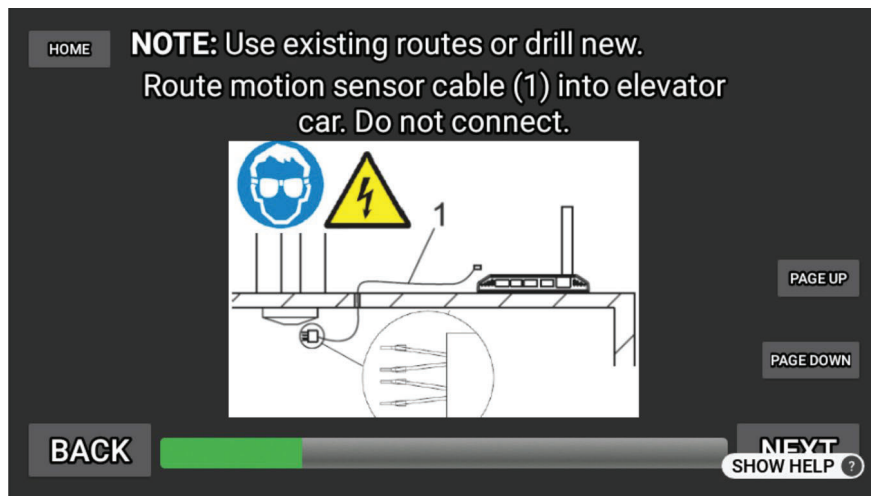 HOME
NOTE: Use existing routes or drill new.
Route motion sensor cable (1) into elevator
car. Do not connect.
1
PAGE UP
PAGE DOWN
BACK
NEXT
SHOW HELP ?